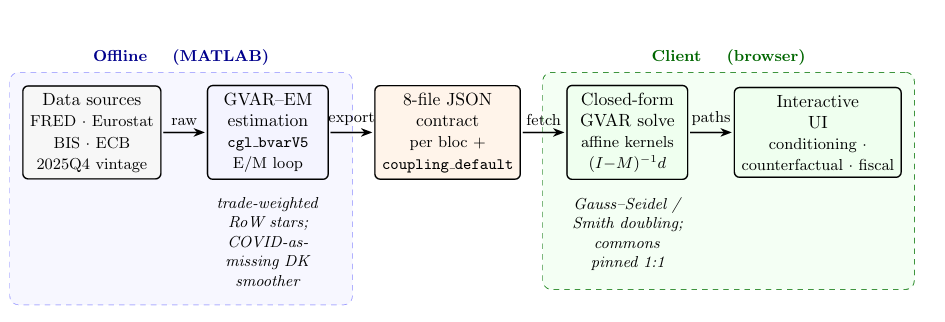 Offline (MATLAB)
Client (browser)
Data sources
FRED · Eurostat
BIS · ECB
2025Q4 vintage
raw
GVAR–EM
estimation
cgl_bvarV5
E/M loop
export
8-file JSON
contract
per bloc +
coupling_default
fetch
Closed-form
GVAR solve
affine kernels
(I−M)⁻¹d
paths
Interactive
UI
conditioning ·
counterfactual · fiscal
trade-weighted
RoW stars;
COVID-as-
missing DK
smoother
Gauss–Seidel /
Smith doubling;
commons
pinned 1:1